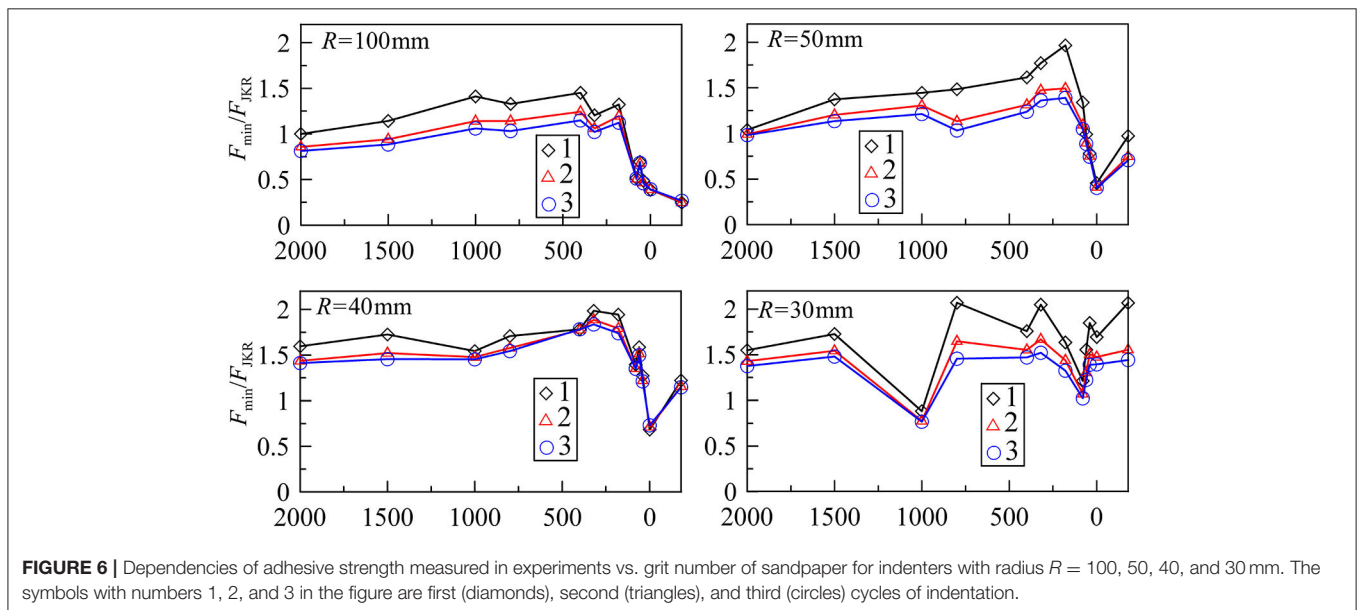 R=100mm
2
1.5
1
0.5
0
F_min/F_JKR
1
2
3
2000 1500 1000 500 0
R=50mm
2
1.5
1
0.5
0
1
2
3
2000 1500 1000 500 0
R=40mm
2
1.5
1
0.5
0
F_min/F_JKR
1
2
3
2000 1500 1000 500 0
R=30mm
2
1.5
1
0.5
0
1
2
3
2000 1500 1000 500 0
FIGURE 6 | Dependencies of adhesive strength measured in experiments vs. grit number of sandpaper for indenters with radius R = 100, 50, 40, and 30 mm. The
symbols with numbers 1, 2, and 3 in the figure are first (diamonds), second (triangles), and third (circles) cycles of indentation.